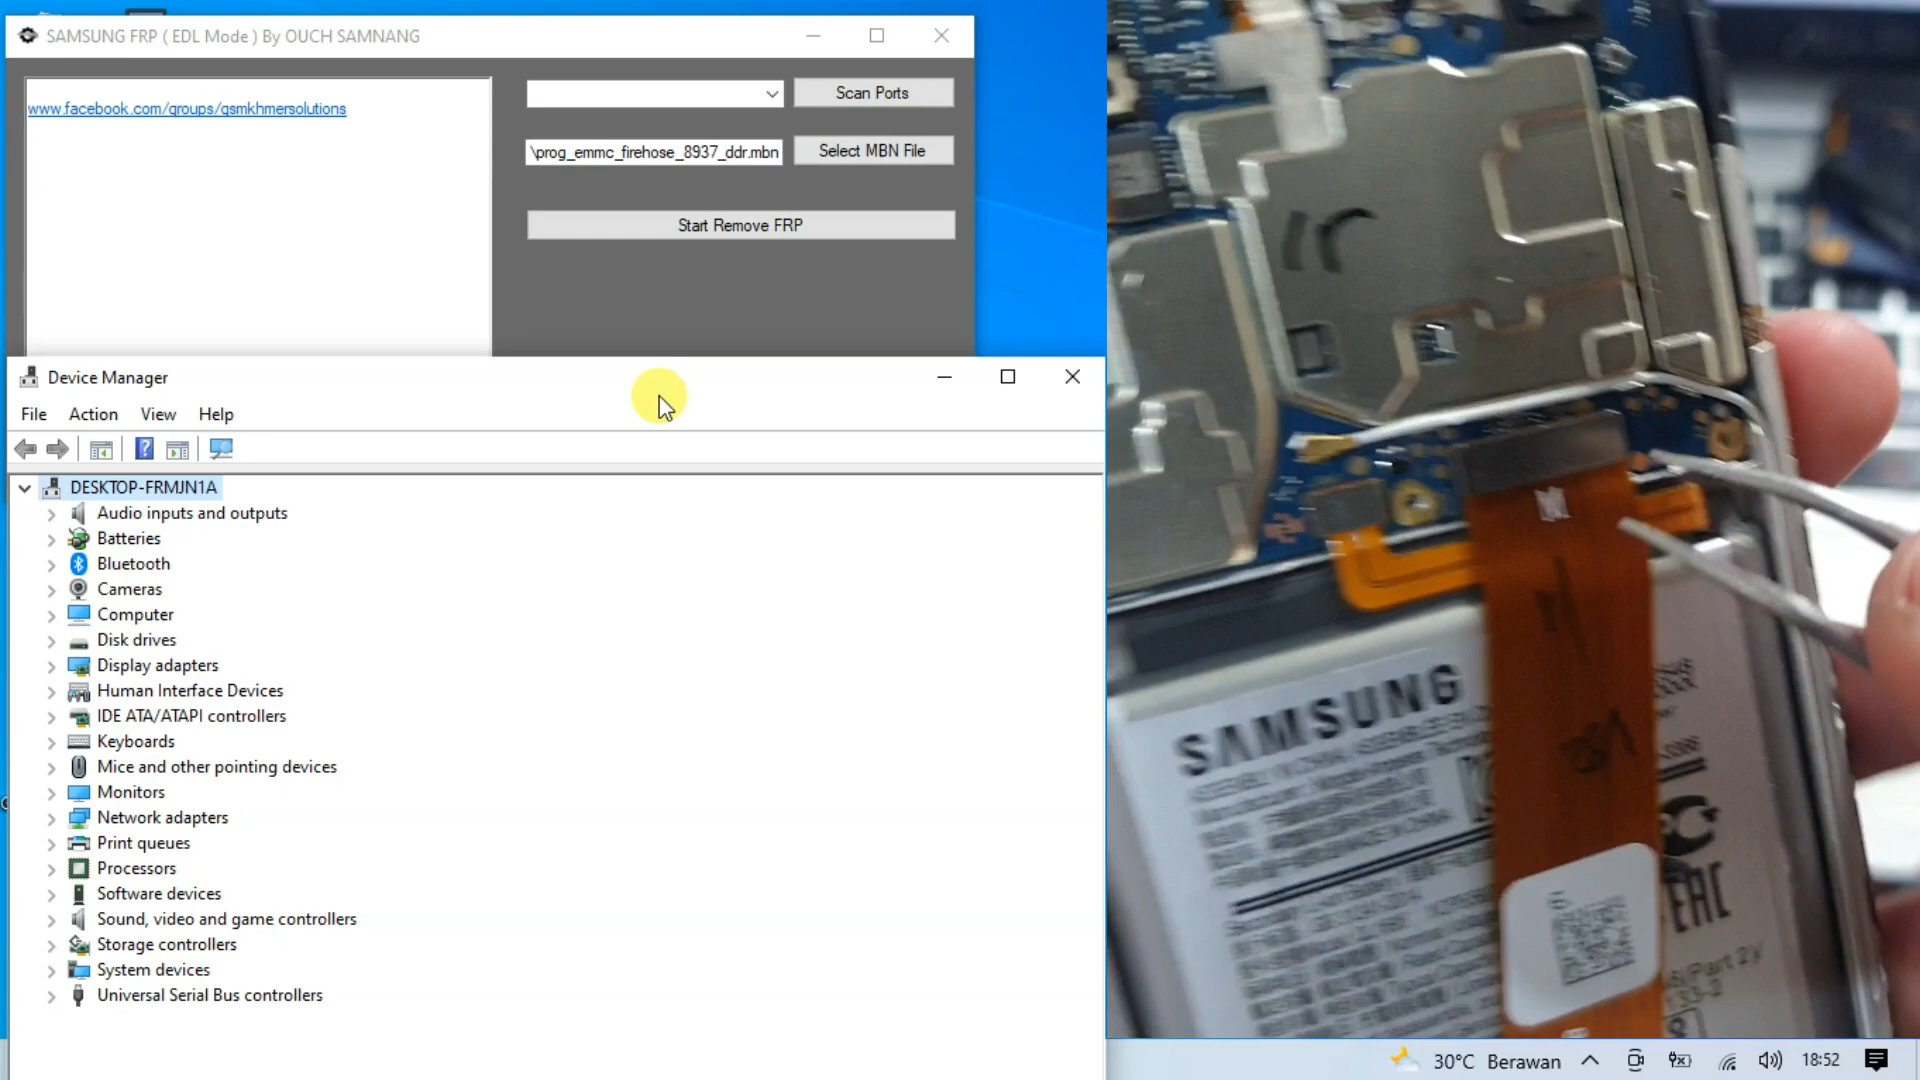 SAMSUNG FRP ( EDL Mode ) By OUCH SAMNANG
www.facebook.com/groups/gsmkhmersolutions
Scan Ports
\prog_emmc_firehose_8937_ddr.mbn
Select MBN File
Start Remove FRP
Device Manager
File Action View Help
DESKTOP-FRMJN1A
Audio inputs and outputs
Batteries
Bluetooth
Cameras
Computer
Disk drives
Display adapters
Human Interface Devices
IDE ATA/ATAPI controllers
Keyboards
Mice and other pointing devices
Monitors
Network adapters
Print queues
Processors
Software devices
Sound, video and game controllers
Storage controllers
System devices
Universal Serial Bus controllers
SAMSUNG
EAC
30°C Berawan
18:52